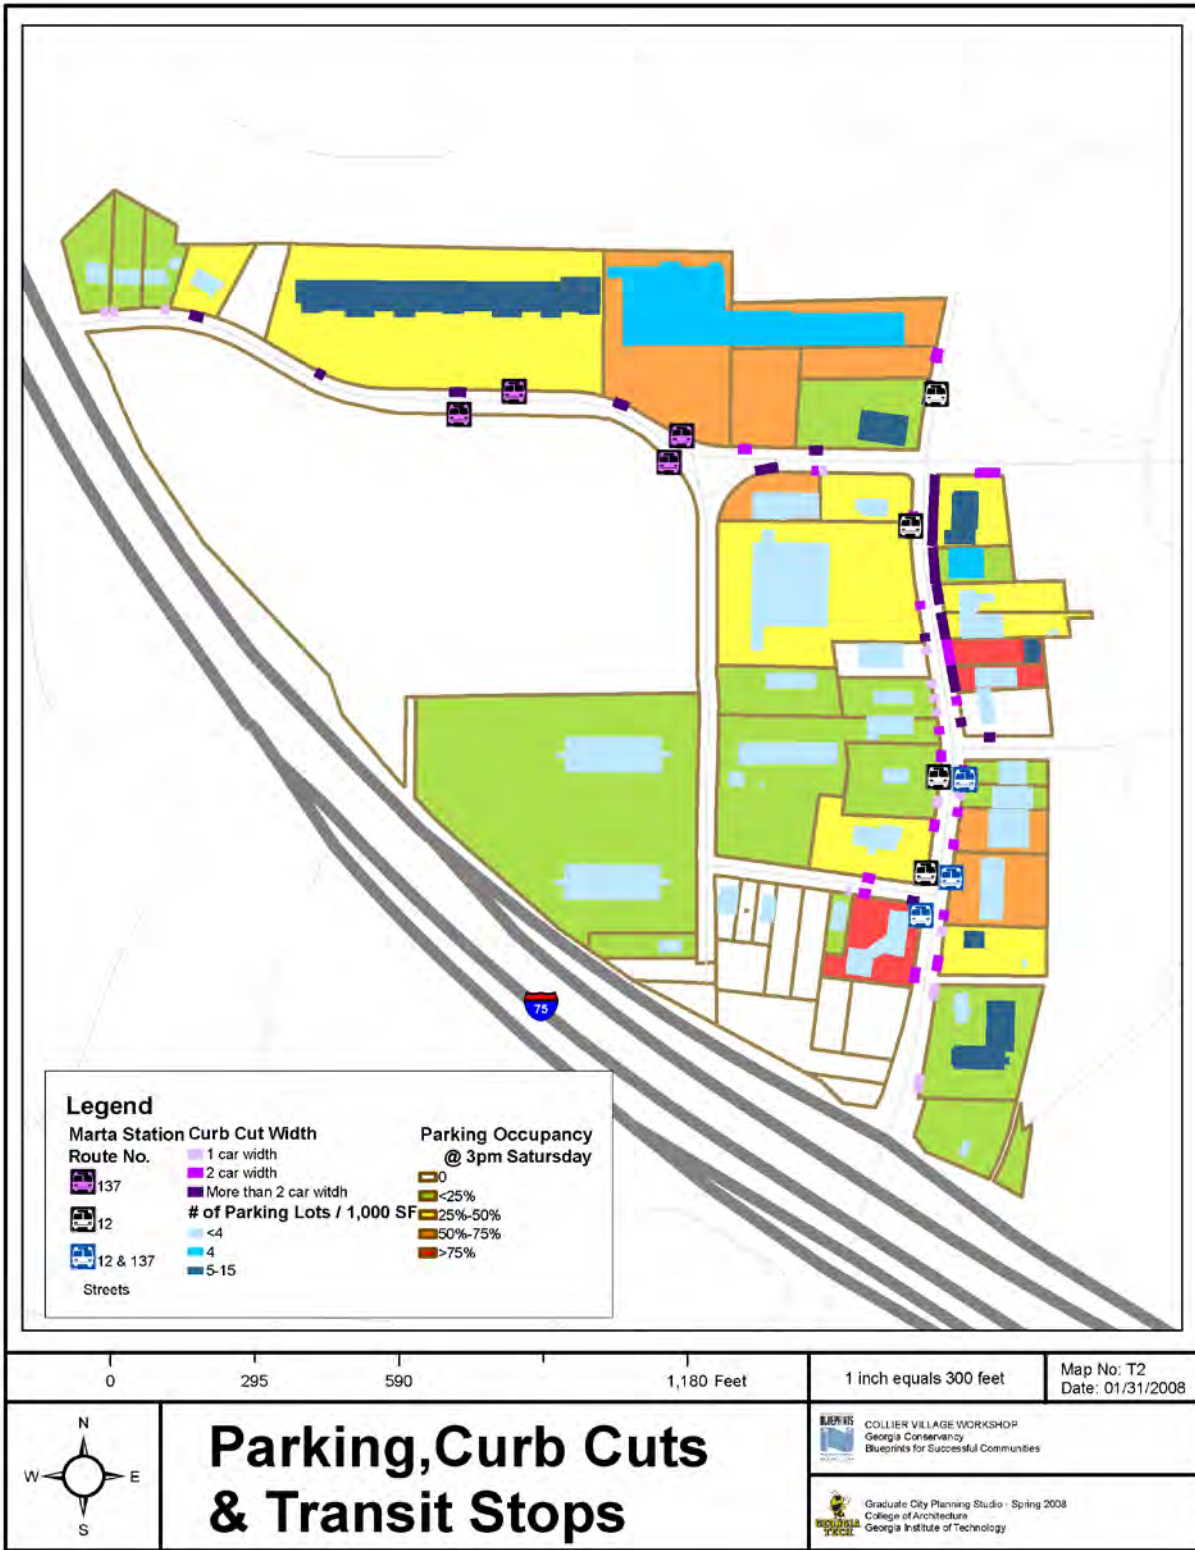 75
Legend
Marta Station
Route No.
137
12
12 & 137
Streets
Curb Cut Width
1 car width
2 car width
More than 2 car witdh
# of Parking Lots / 1,000 SF
<4
4
5-15
Parking Occupancy
@ 3pm Satursday
0
<25%
25%-50%
50%-75%
>75%
0 295 590 1,180 Feet
1 inch equals 300 feet
Map No: T2
Date: 01/31/2008
N
W E
S
Parking,Curb Cuts
& Transit Stops
BLUEPRINTS
COLLIER VILLAGE WORKSHOP
Georgia Conservancy
Blueprints for Successful Communities
GEORGIA
TECH
Graduate City Planning Studio - Spring 2008
College of Architecture
Georgia Institute of Technology